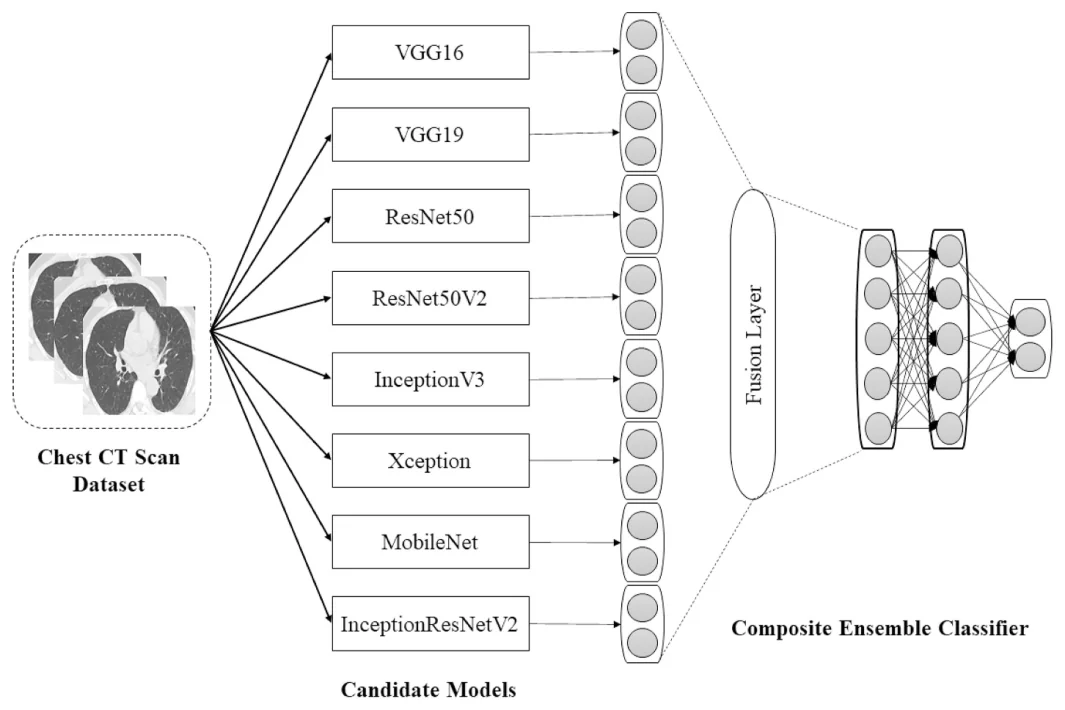 VGG16
VGG19
ResNet50
ResNet50V2
InceptionV3
Xception
MobileNet
InceptionResNetV2
Chest CT Scan
Dataset
Candidate Models
Fusion Layer
Composite Ensemble Classifier